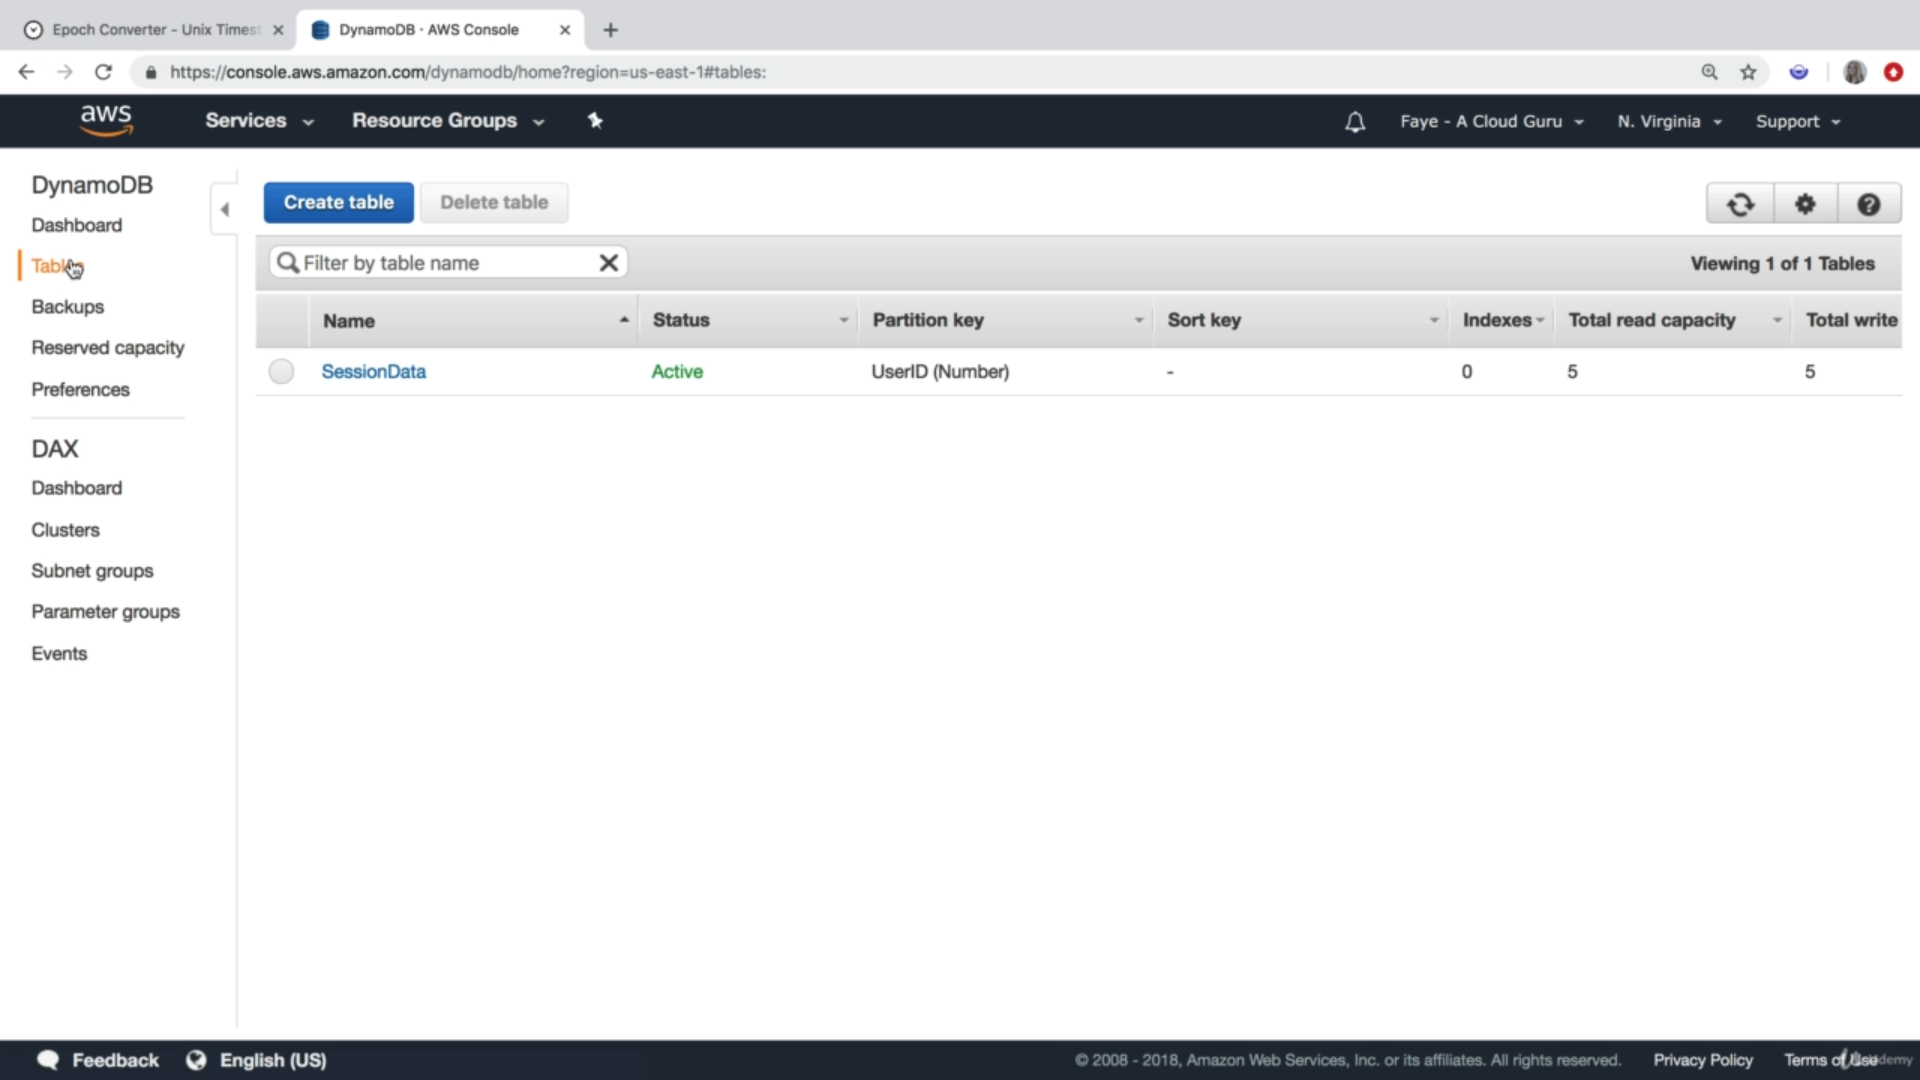 Epoch Converter - Unix Timest
DynamoDB · AWS Console
https://console.aws.amazon.com/dynamodb/home?region=us-east-1#tables:
aws
Services
Resource Groups
Faye - A Cloud Guru
N. Virginia
Support
DynamoDB
Dashboard
Tables
Backups
Reserved capacity
Preferences
DAX
Dashboard
Clusters
Subnet groups
Parameter groups
Events
Create table
Delete table
Filter by table name
Viewing 1 of 1 Tables
Name Status Partition key Sort key Indexes Total read capacity Total write
SessionData Active UserID (Number) - 0 5 5
Feedback
English (US)
© 2008 - 2018, Amazon Web Services, Inc. or its affiliates. All rights reserved.
Privacy Policy
Terms of Use